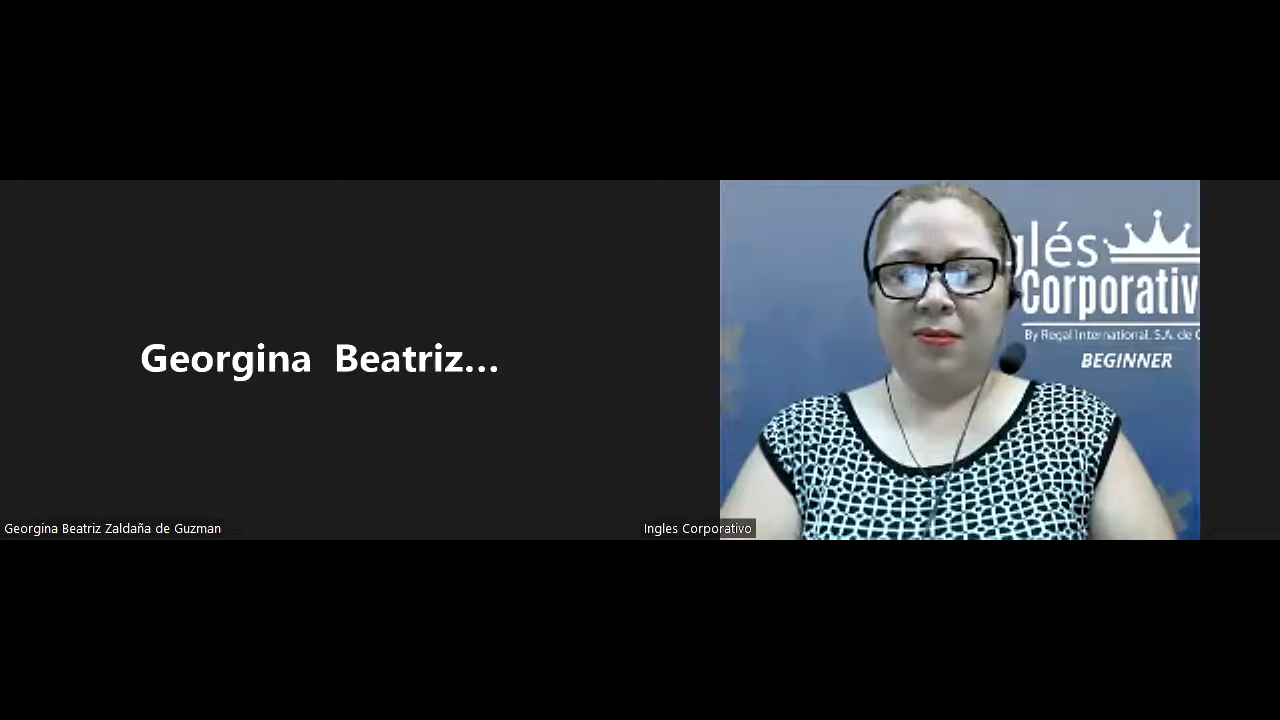 Georgina Beatriz...
Georgina Beatriz Zaldaña de Guzman
glés
Corporativ
By Regal International, S.A. de C
BEGINNER
Ingles Corporativo